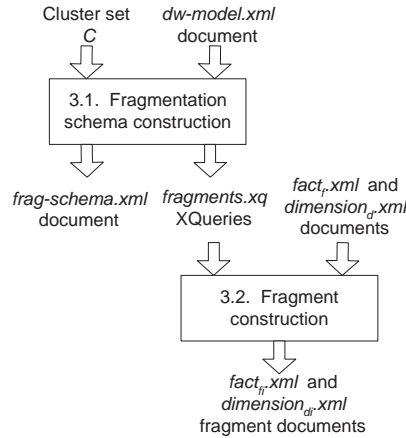 Cluster set
C
dw-model.xml
document
3.1. Fragmentation
schema construction
frag-schema.xml
document
fragments.xq
XQueries
factf.xml and
dimensiond.xml
documents
3.2. Fragment
construction
factfi.xml and
dimensiondi.xml
fragment documents